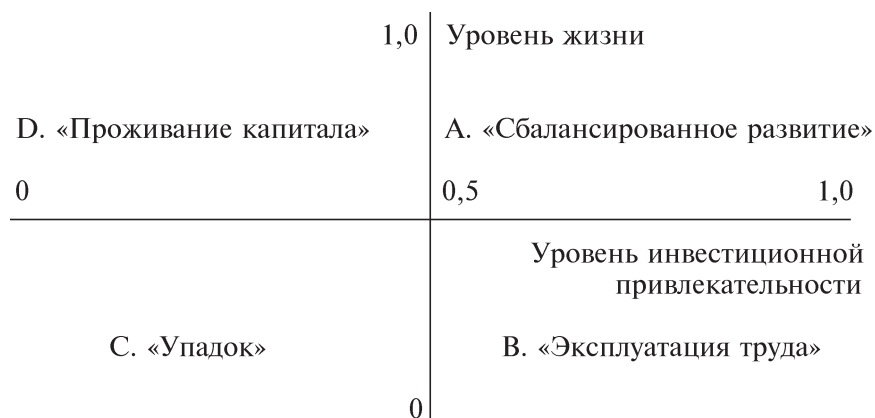 1,0 Уровень жизни
D. «Проживание капитала» A. «Сбалансированное развитие»
0 0,5 1,0
Уровень инвестиционной
привлекательности
C. «Упадок» B. «Эксплуатация труда»
0